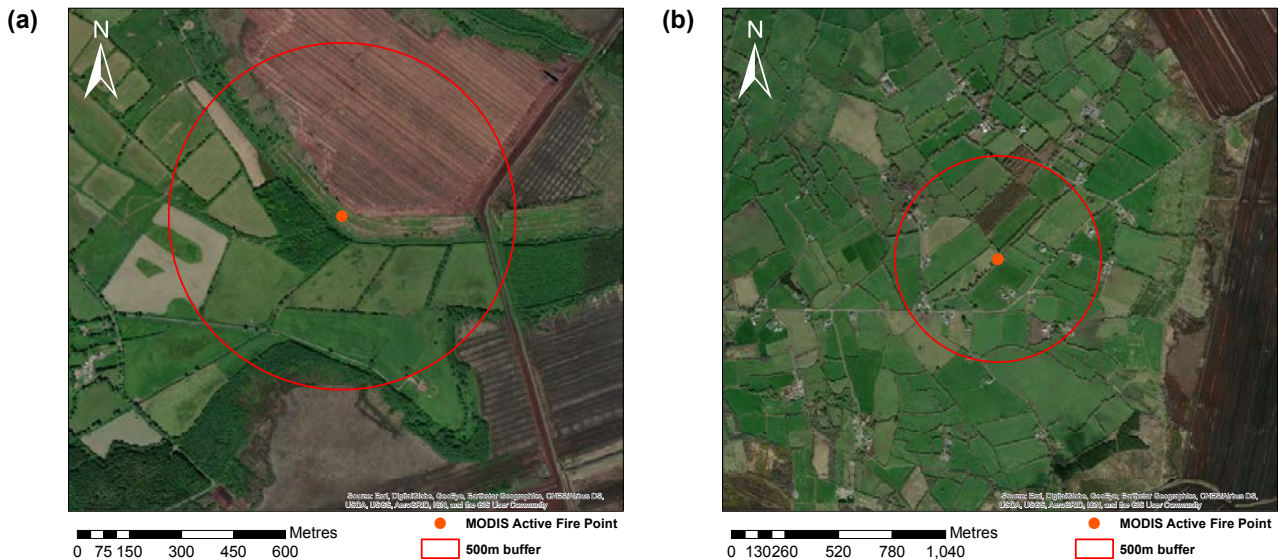 (a)
N
Source: Esri, DigitalGlobe, GeoEye, Earthstar Geographics, CNES/Airbus DS,
USDA, USGS, AeroGRID, IGN, and the GIS User Community
Metres
0 75 150 300 450 600
MODIS Active Fire Point
500m buffer
(b)
N
Source: Esri, DigitalGlobe, GeoEye, Earthstar Geographics, CNES/Airbus DS,
USDA, USGS, AeroGRID, IGN, and the GIS User Community
Metres
0 130 260 520 780 1,040
MODIS Active Fire Point
500m buffer